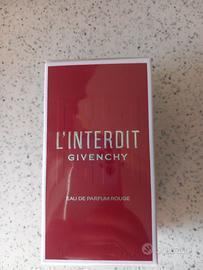 L'INTERDIT
GIVENCHY
EAU DE PARFUM ROUGE